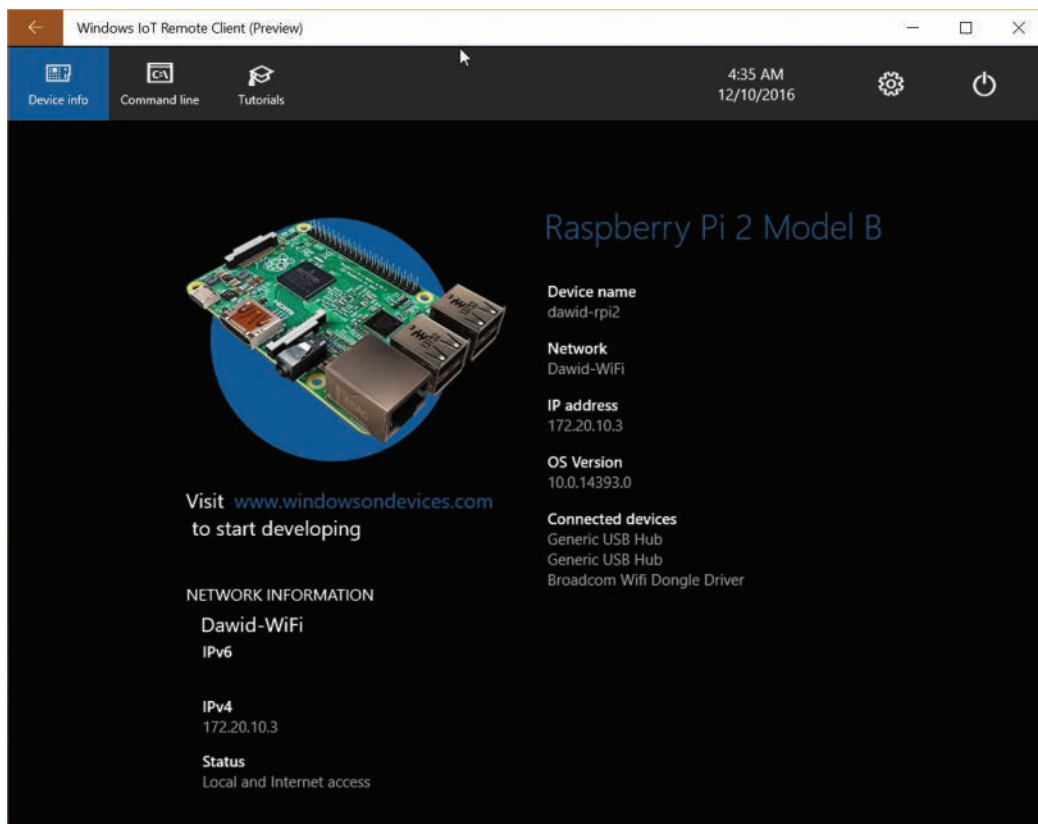 Windows IoT Remote Client (Preview)
Device info
Command line
Tutorials
4:35 AM
12/10/2016
Raspberry Pi 2 Model B
Device name
dawid-rpi2
Network
Dawid-WiFi
IP address
172.20.10.3
OS Version
10.0.14393.0
Connected devices
Generic USB Hub
Generic USB Hub
Broadcom Wifi Dongle Driver
Visit www.windowsondevices.com
to start developing
NETWORK INFORMATION
Dawid-WiFi
IPv6
IPv4
172.20.10.3
Status
Local and Internet access